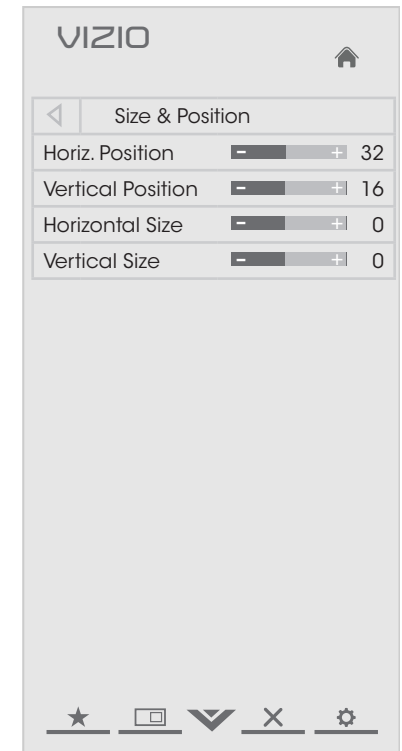 VIZIO
Size & Position
Horiz. Position - + 32
Vertical Position - + 16
Horizontal Size - + 0
Vertical Size - + 0